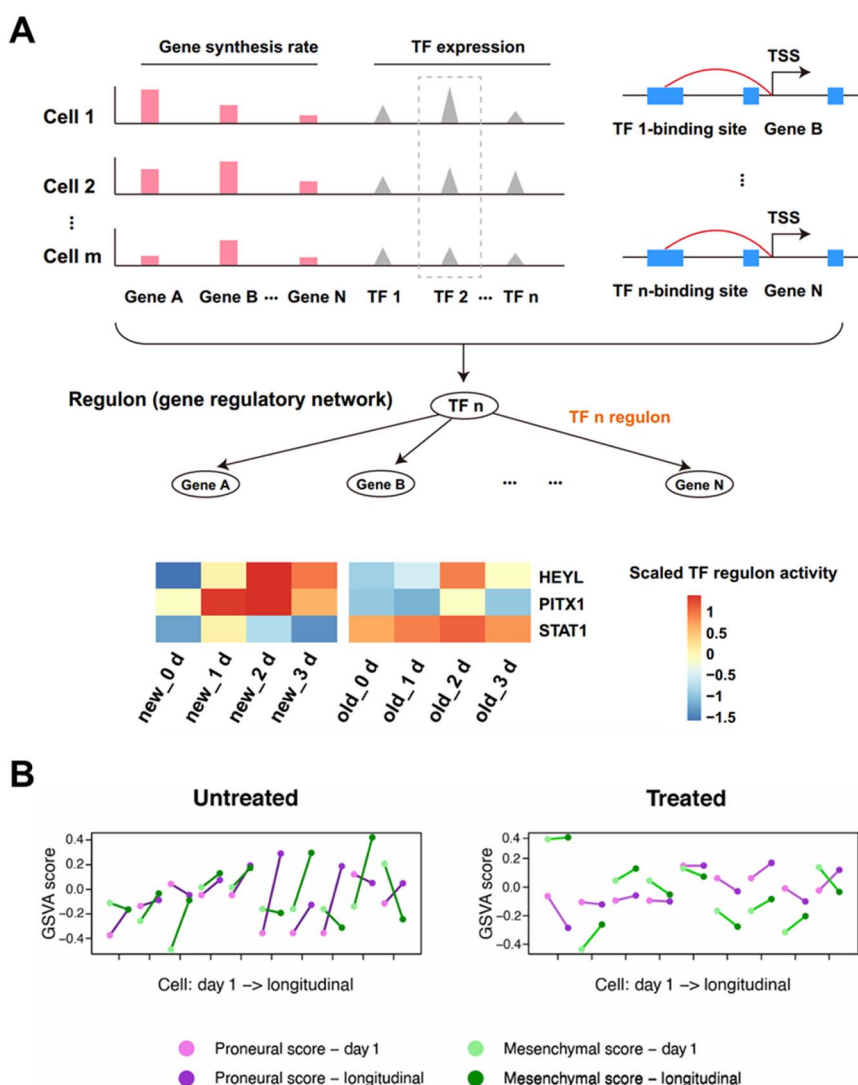 A
Gene synthesis rate
TF expression
TSS
Cell 1
TF 1-binding site Gene B
Cell 2
⋮
⋮
TSS
Cell m
TF n-binding site Gene N
Gene A Gene B ··· Gene N TF 1 TF 2 ··· TF n
Regulon (gene regulatory network)
TF n
TF n regulon
Gene A Gene B ··· ··· Gene N
HEYL
PITX1
STAT1
new_0 d new_1 d new_2 d new_3 d old_0 d old_1 d old_2 d old_3 d
Scaled TF regulon activity
1
0.5
0
−0.5
−1
−1.5
B
Untreated
GSVA score
0.4
0.2
0.0
−0.4
Cell: day 1 −> longitudinal
Treated
GSVA score
0.4
0.2
0.0
−0.4
Cell: day 1 −> longitudinal
Proneural score − day 1
Proneural score − longitudinal
Mesenchymal score − day 1
Mesenchymal score − longitudinal